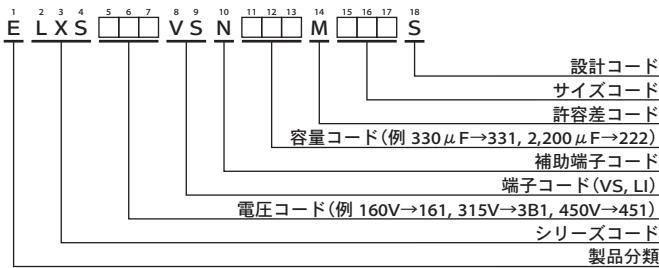 1 2 3 4 5 6 7 8 9 10 11 12 13 14 15 16 17 18
E LXS □□□ VS N □□□ M □□□ S
設計コード
サイズコード
許容差コード
容量コード(例 330μF→331, 2,200μF→222)
補助端子コード
端子コード(VS, LI)
電圧コード(例 160V→161, 315V→3B1, 450V→451)
シリーズコード
製品分類